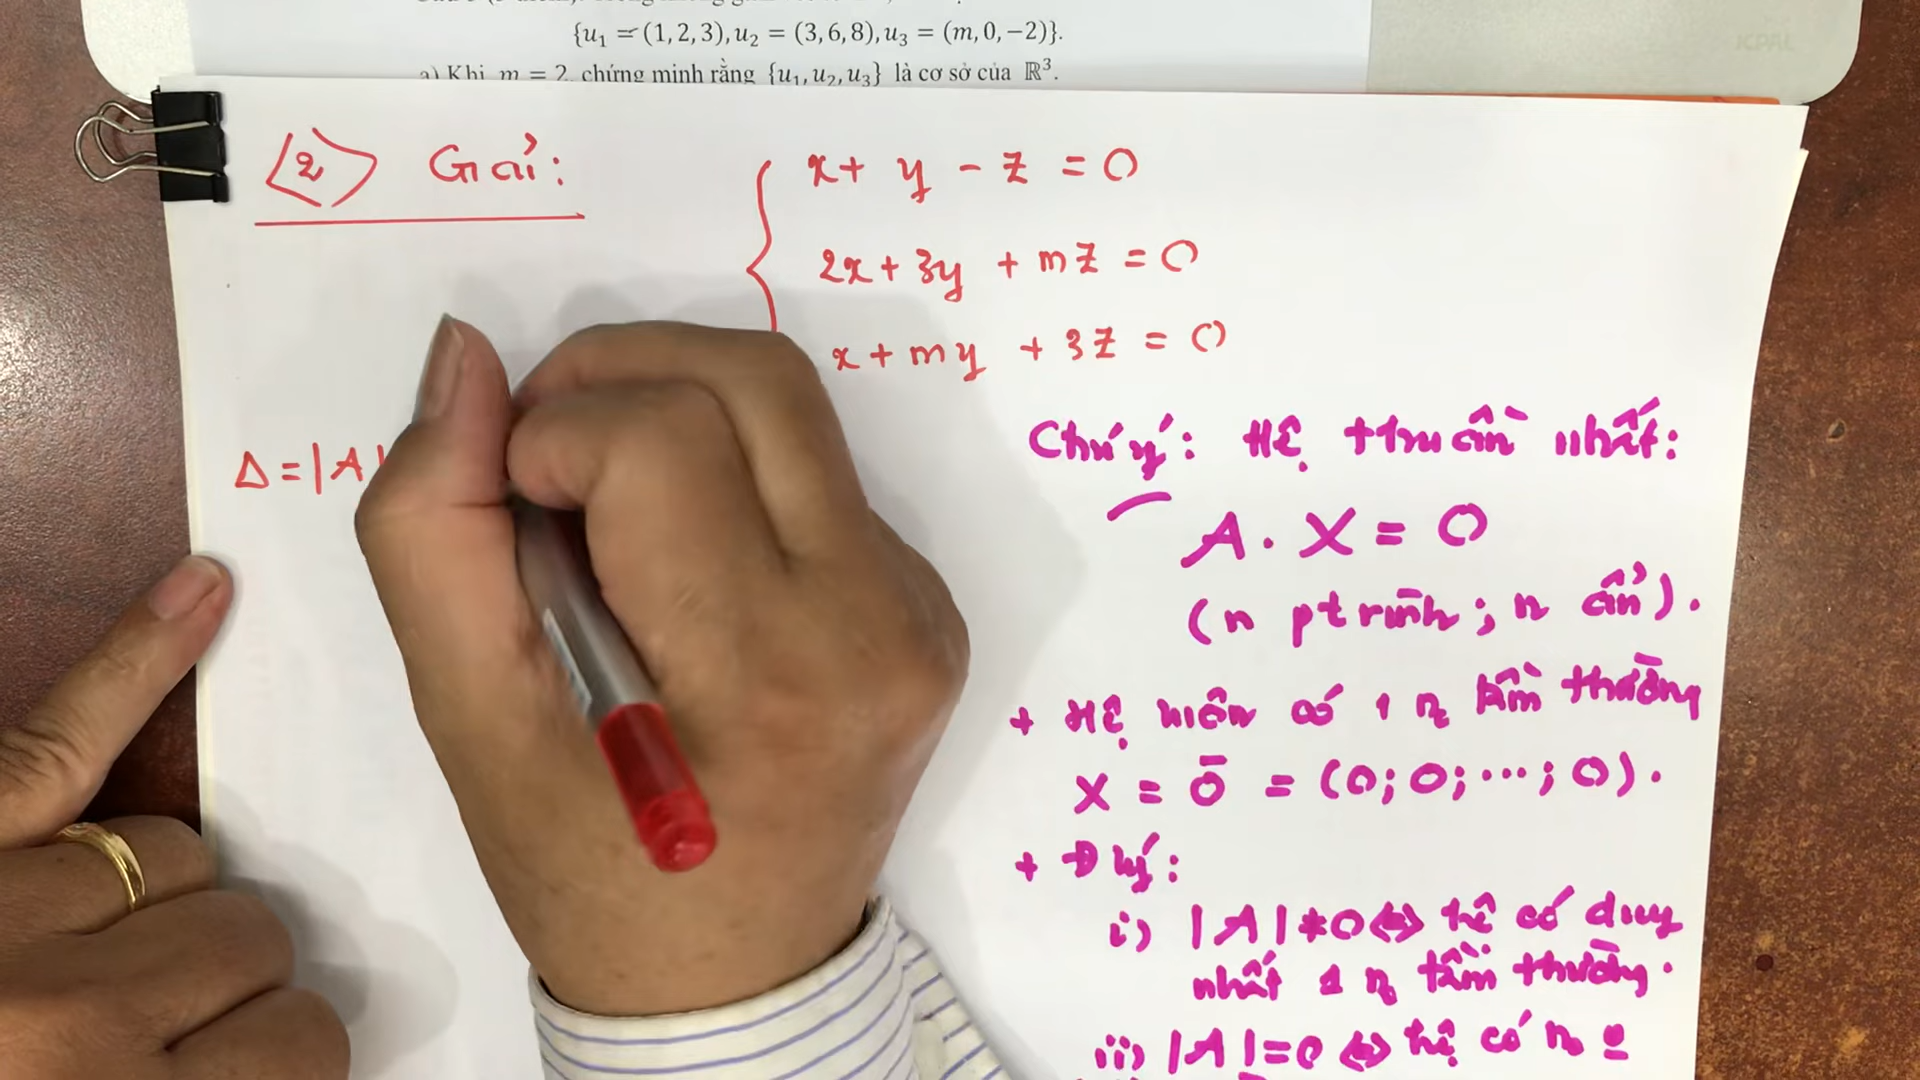 {u₁ = (1, 2, 3), u₂ = (3, 6, 8), u₃ = (m, 0, −2)}.
a) Khi m = 2, chứng minh rằng {u₁, u₂, u₃} là cơ sở của ℝ³.
JCPAL
2 Giải:
x + y - z = 0
2x + 3y + mz = 0
x + my + 3z = 0
Δ = |A|
Chú ý: Hệ thuần nhất:
A . X = 0
(n ptrình; n ẩn).
+ Hệ luôn có 1 n₀ tầm thường
X = 0̄ = (0; 0; ...; 0).
+ Đ lý:
i) |A| ≠ 0 ⇔ hệ có duy
nhất 1 n₀ tầm thường.
ii) |A| = 0 ⇔ hệ có n₀